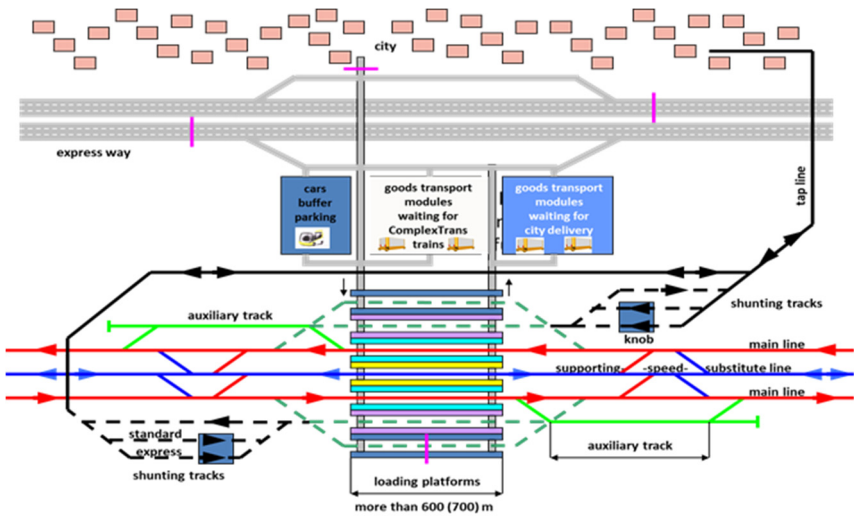 city
express way
tap line
cars
buffer
parking
goods transport
modules
waiting for
ComplexTrans
trains
goods transport
modules
waiting for
city delivery
shunting tracks
auxiliary track
knob
main line
supporting- -speed- substitute line
main line
standard
express
shunting tracks
auxiliary track
loading platforms
more than 600 (700) m